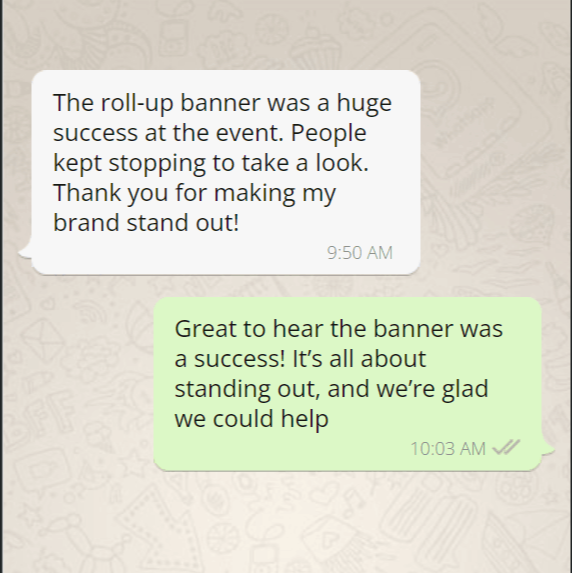 The roll-up banner was a huge
success at the event. People
kept stopping to take a look.
Thank you for making my
brand stand out!
9:50 AM
Great to hear the banner was
a success! It’s all about
standing out, and we’re glad
we could help
10:03 AM